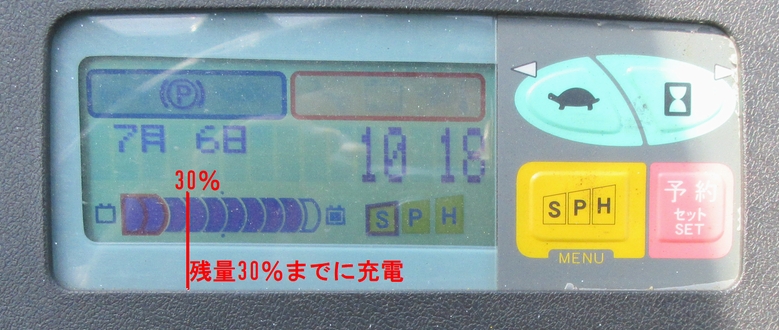 P
7月 6日
10 18
30%
S P H
残量30%までに充電
S P H
MENU
予約
セット
SET